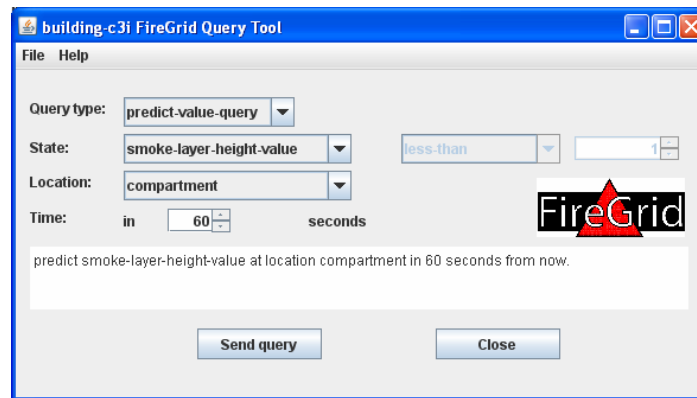 building-c3i FireGrid Query Tool
File Help
Query type: predict-value-query
State: smoke-layer-height-value less-than 1
Location: compartment
Time: in 60 seconds
FireGrid
predict smoke-layer-height-value at location compartment in 60 seconds from now.
Send query Close